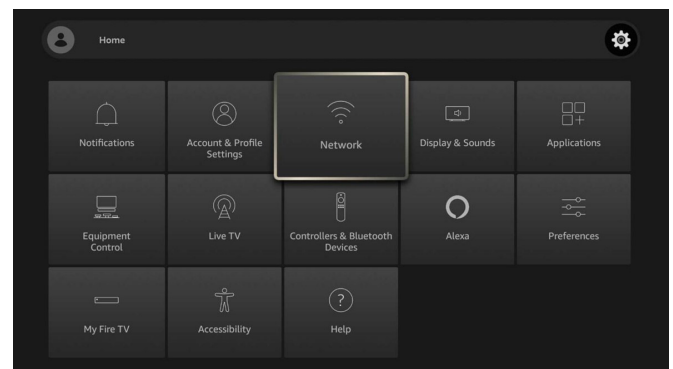 Home
Notifications
Account & Profile
Settings
Network
Display & Sounds
Applications
Equipment
Control
Live TV
Controllers & Bluetooth
Devices
Alexa
Preferences
My Fire TV
Accessibility
?
Help